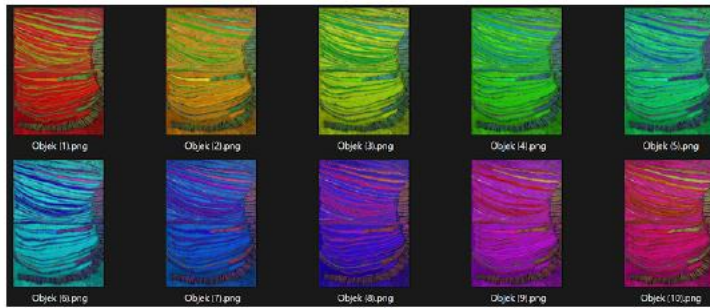 Objek (1).png
Objek (2).png
Objek (3).png
Objek (4).png
Objek (5).png
Objek (6).png
Objek (7).png
Objek (8).png
Objek (9).png
Objek (10).png